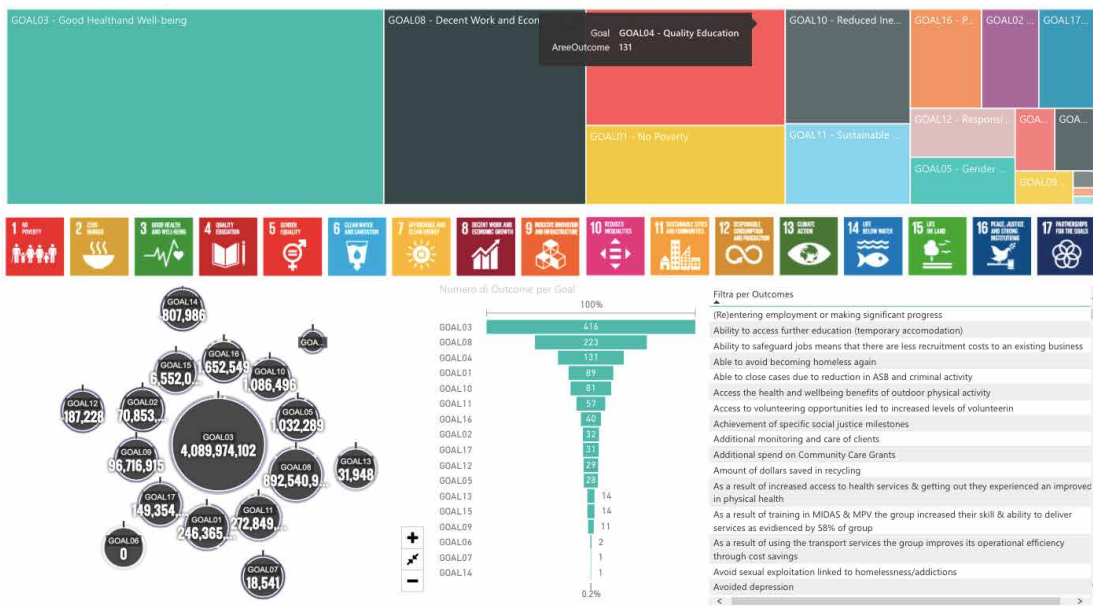 GOAL03 - Good Healthand Well-being
GOAL08 - Decent Work and Econ
Goal GOAL04 - Quality Education
AreeOutcome 131
GOAL10 - Reduced Ine...
GOAL16 - P...
GOAL02 ...
GOAL17...
GOAL01 - No Poverty
GOAL11 - Sustainable ...
GOAL12 - Responsi...
GOA...
GOA...
GOAL05 - Gender ...
GOAL09 ...
1 NO POVERTY
2 ZERO HUNGER
3 GOOD HEALTH AND WELL-BEING
4 QUALITY EDUCATION
5 GENDER EQUALITY
6 CLEAN WATER AND SANITATION
7 AFFORDABLE AND CLEAN ENERGY
8 DECENT WORK AND ECONOMIC GROWTH
9 INDUSTRY, INNOVATION AND INFRASTRUCTURE
10 REDUCED INEQUALITIES
11 SUSTAINABLE CITIES AND COMMUNITIES
12 RESPONSIBLE CONSUMPTION AND PRODUCTION
13 CLIMATE ACTION
14 LIFE BELOW WATER
15 LIFE ON LAND
16 PEACE, JUSTICE AND STRONG INSTITUTIONS
17 PARTNERSHIPS FOR THE GOALS
GOAL14
807,986
GOA...
GOAL16
1,652,549
GOAL15
6,552,0...
GOAL10
1,086,496
GOAL12
187,228
GOAL02
70,853,...
GOAL05
1,032,289
GOAL03
4,089,974,102
GOAL09
96,716,915
GOAL08
892,540,9...
GOAL13
31,948
GOAL17
149,354,...
GOAL01
246,365,...
GOAL11
272,849,...
GOAL06
0
GOAL07
18,541
Numero di Outcome per Goal
100%
GOAL03 416
GOAL08 223
GOAL04 131
GOAL01 89
GOAL10 81
GOAL11 57
GOAL16 40
GOAL02 32
GOAL17 31
GOAL12 29
GOAL05 28
GOAL13 14
GOAL15 14
GOAL09 11
GOAL06 2
GOAL07 1
GOAL14 1
0,2%
Filtra per Outcomes
(Re)entering employment or making significant progress
Ability to access further education (temporary accomodation)
Ability to safeguard jobs means that there are less recruitment costs to an existing business
Able to avoid becoming homeless again
Able to close cases due to reduction in ASB and criminal activity
Access the health and wellbeing benefits of outdoor physical activity
Access to volunteering opportunities led to increased levels of volunteerin
Achievement of specific social justice milestones
Additional monitoring and care of clients
Additional spend on Community Care Grants
Amount of dollars saved in recycling
As a result of increased access to health services & getting out they experienced an improved
in physical health
As a result of training in MIDAS & MPV the group increased their skill & ability to deliver
services as evidienced by 58% of group
As a result of using the transport services the group improves its operational efficiency
through cost savings
Avoid sexual exploitation linked to homelessness/addictions
Avoided depression